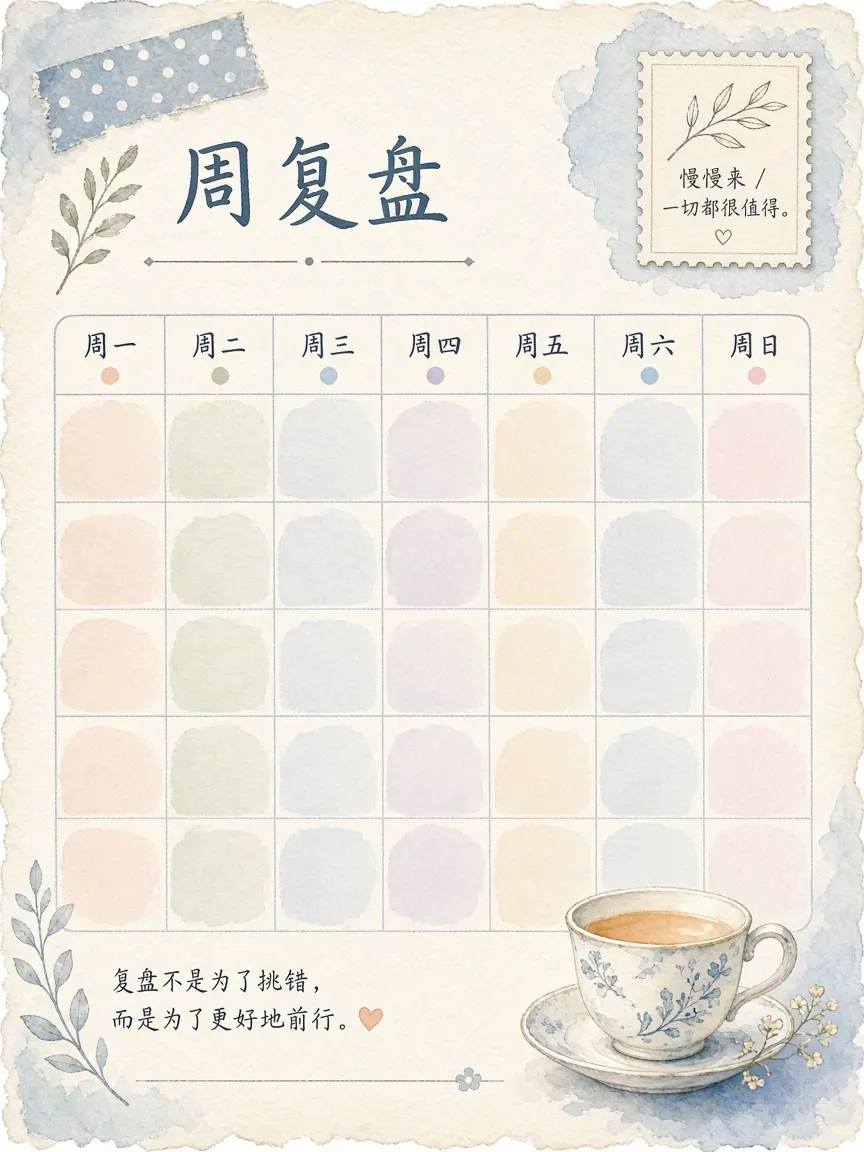 周复盘
慢慢来 /
一切都很值得。
周一 周二 周三 周四 周五 周六 周日
复盘不是为了挑错，
而是为了更好地前行。